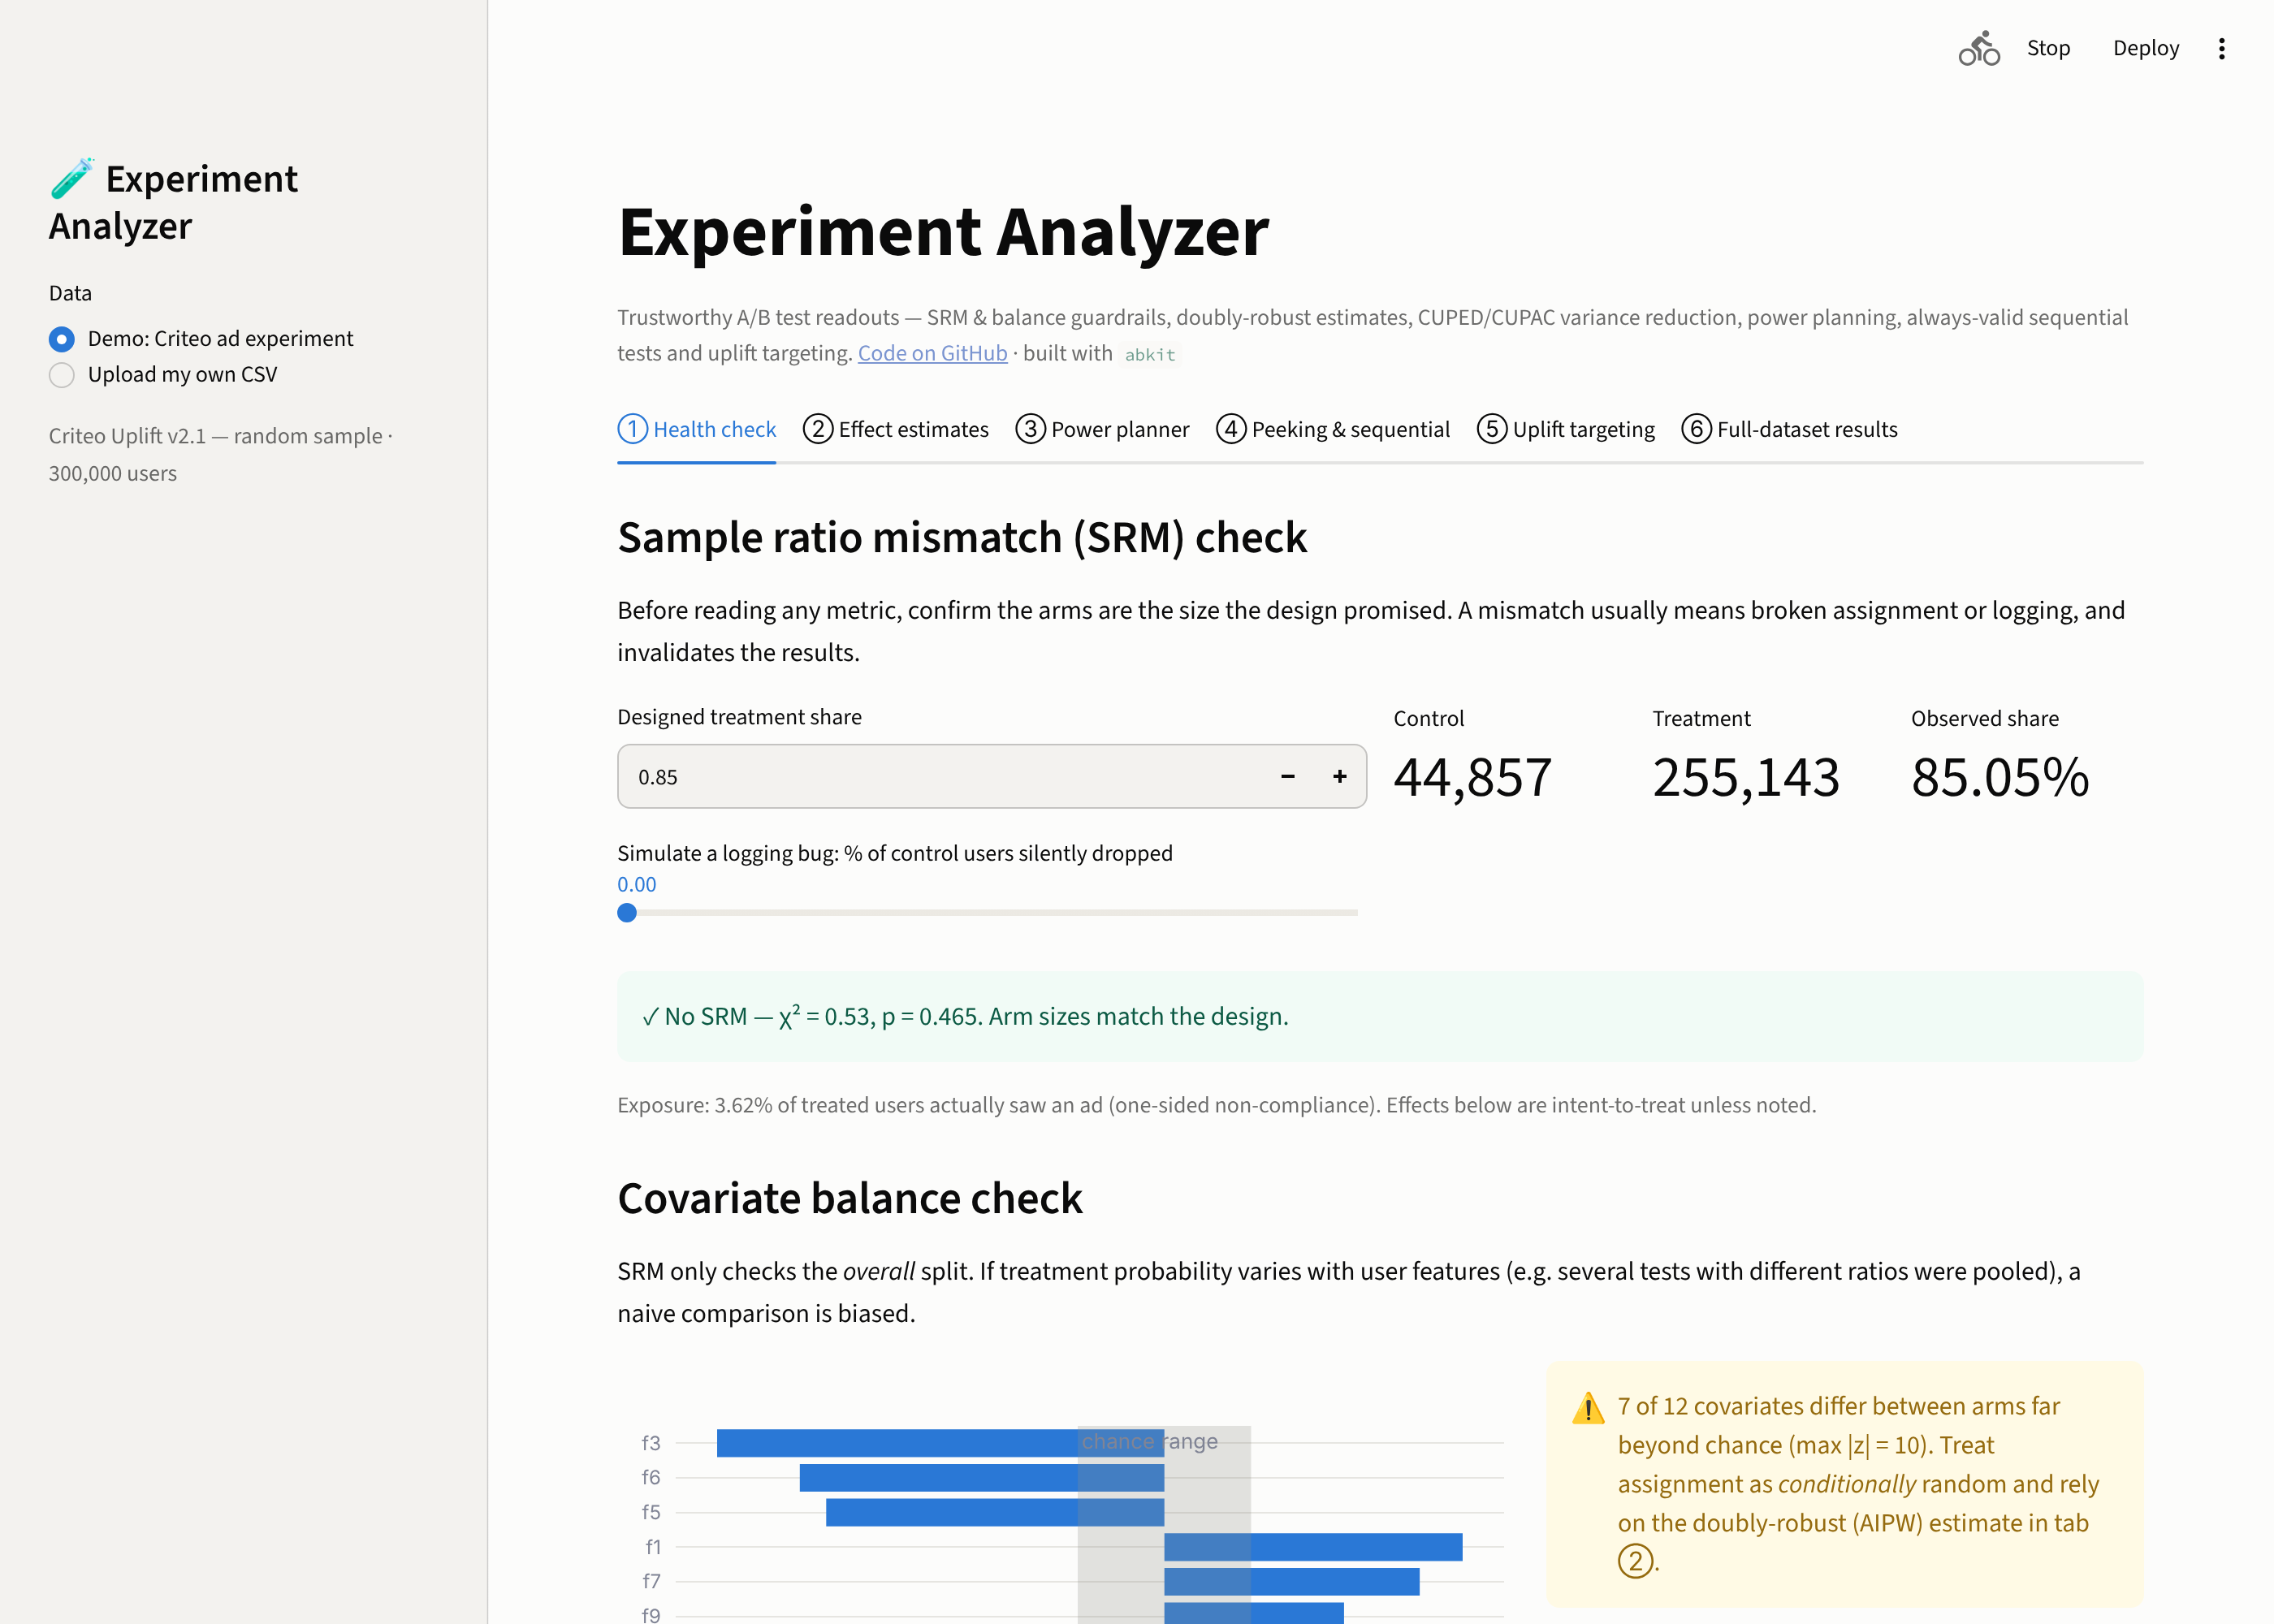 Stop
Deploy
Experiment
Analyzer
Data
Demo: Criteo ad experiment
Upload my own CSV
Criteo Uplift v2.1 — random sample ·
300,000 users
Experiment Analyzer
Trustworthy A/B test readouts — SRM & balance guardrails, doubly-robust estimates, CUPED/CUPAC variance reduction, power planning, always-valid sequential
tests and uplift targeting. Code on GitHub · built with abkit
① Health check
② Effect estimates
③ Power planner
④ Peeking & sequential
⑤ Uplift targeting
⑥ Full-dataset results
Sample ratio mismatch (SRM) check
Before reading any metric, confirm the arms are the size the design promised. A mismatch usually means broken assignment or logging, and
invalidates the results.
Designed treatment share
0.85
− +
Control
44,857
Treatment
255,143
Observed share
85.05%
Simulate a logging bug: % of control users silently dropped
0.00
✓ No SRM — χ² = 0.53, p = 0.465. Arm sizes match the design.
Exposure: 3.62% of treated users actually saw an ad (one-sided non-compliance). Effects below are intent-to-treat unless noted.
Covariate balance check
SRM only checks the overall split. If treatment probability varies with user features (e.g. several tests with different ratios were pooled), a
naive comparison is biased.
chance range
f3
f6
f5
f1
f7
f9
⚠️ 7 of 12 covariates differ between arms far
beyond chance (max |z| = 10). Treat
assignment as conditionally random and rely
on the doubly-robust (AIPW) estimate in tab
②.